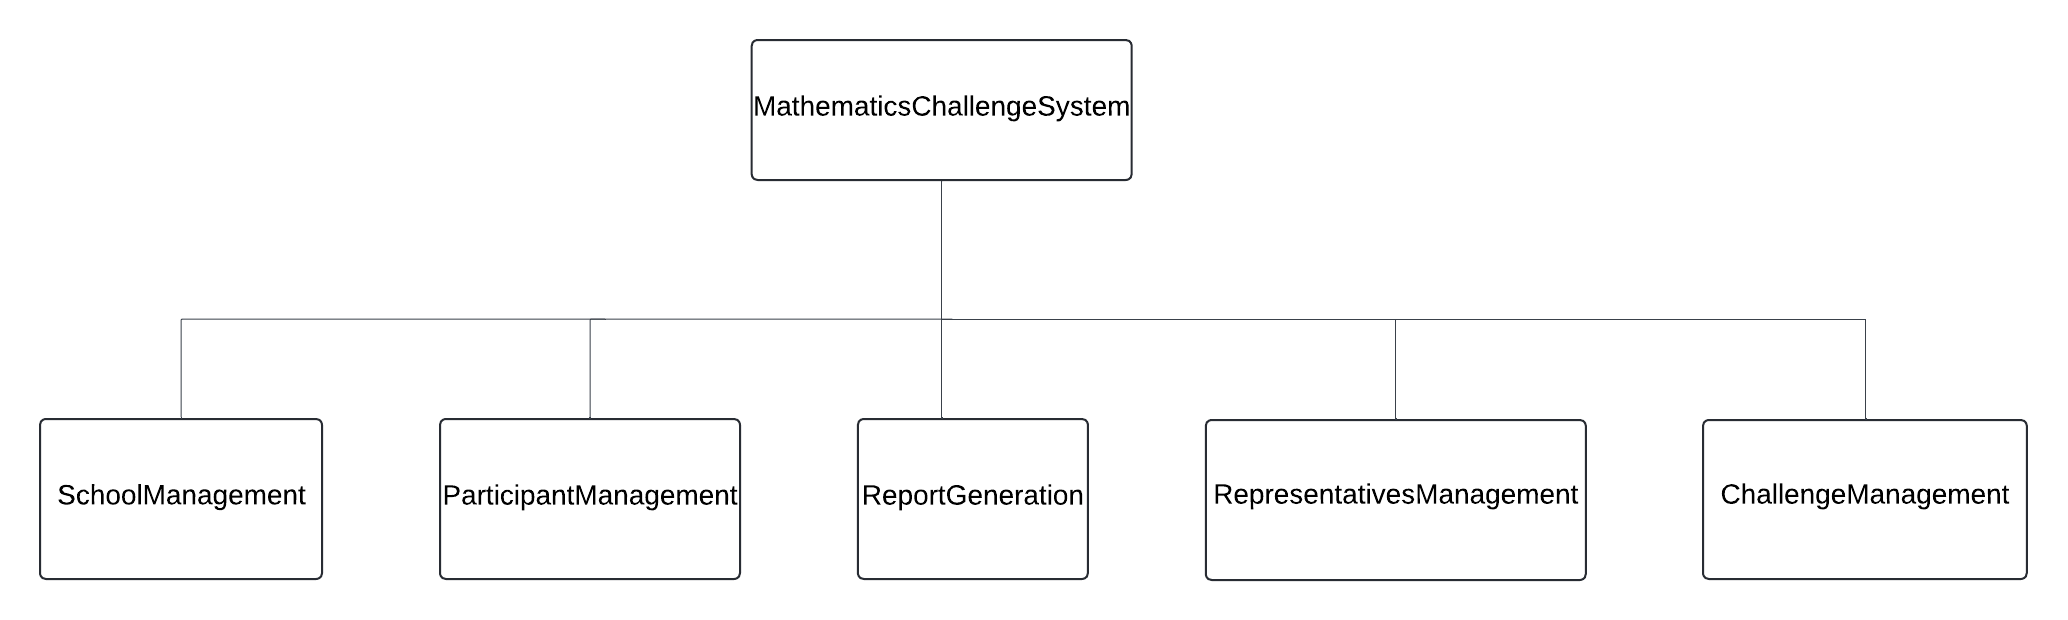 MathematicsChallengeSystem
SchoolManagement
ParticipantManagement
ReportGeneration
RepresentativesManagement
ChallengeManagement